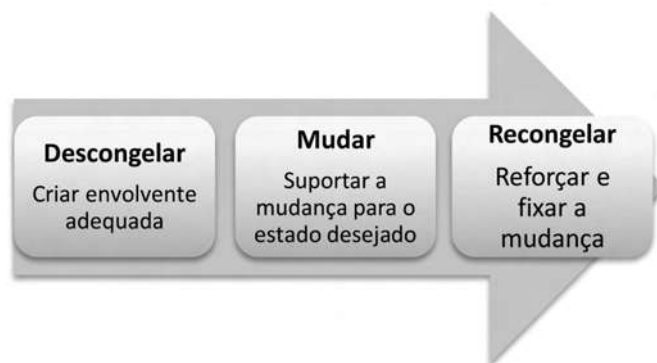 Descongelar
Criar envolvente
adequada
Mudar
Suportar a
mudança para o
estado desejado
Recongelar
Reforçar e
fixar a
mudança